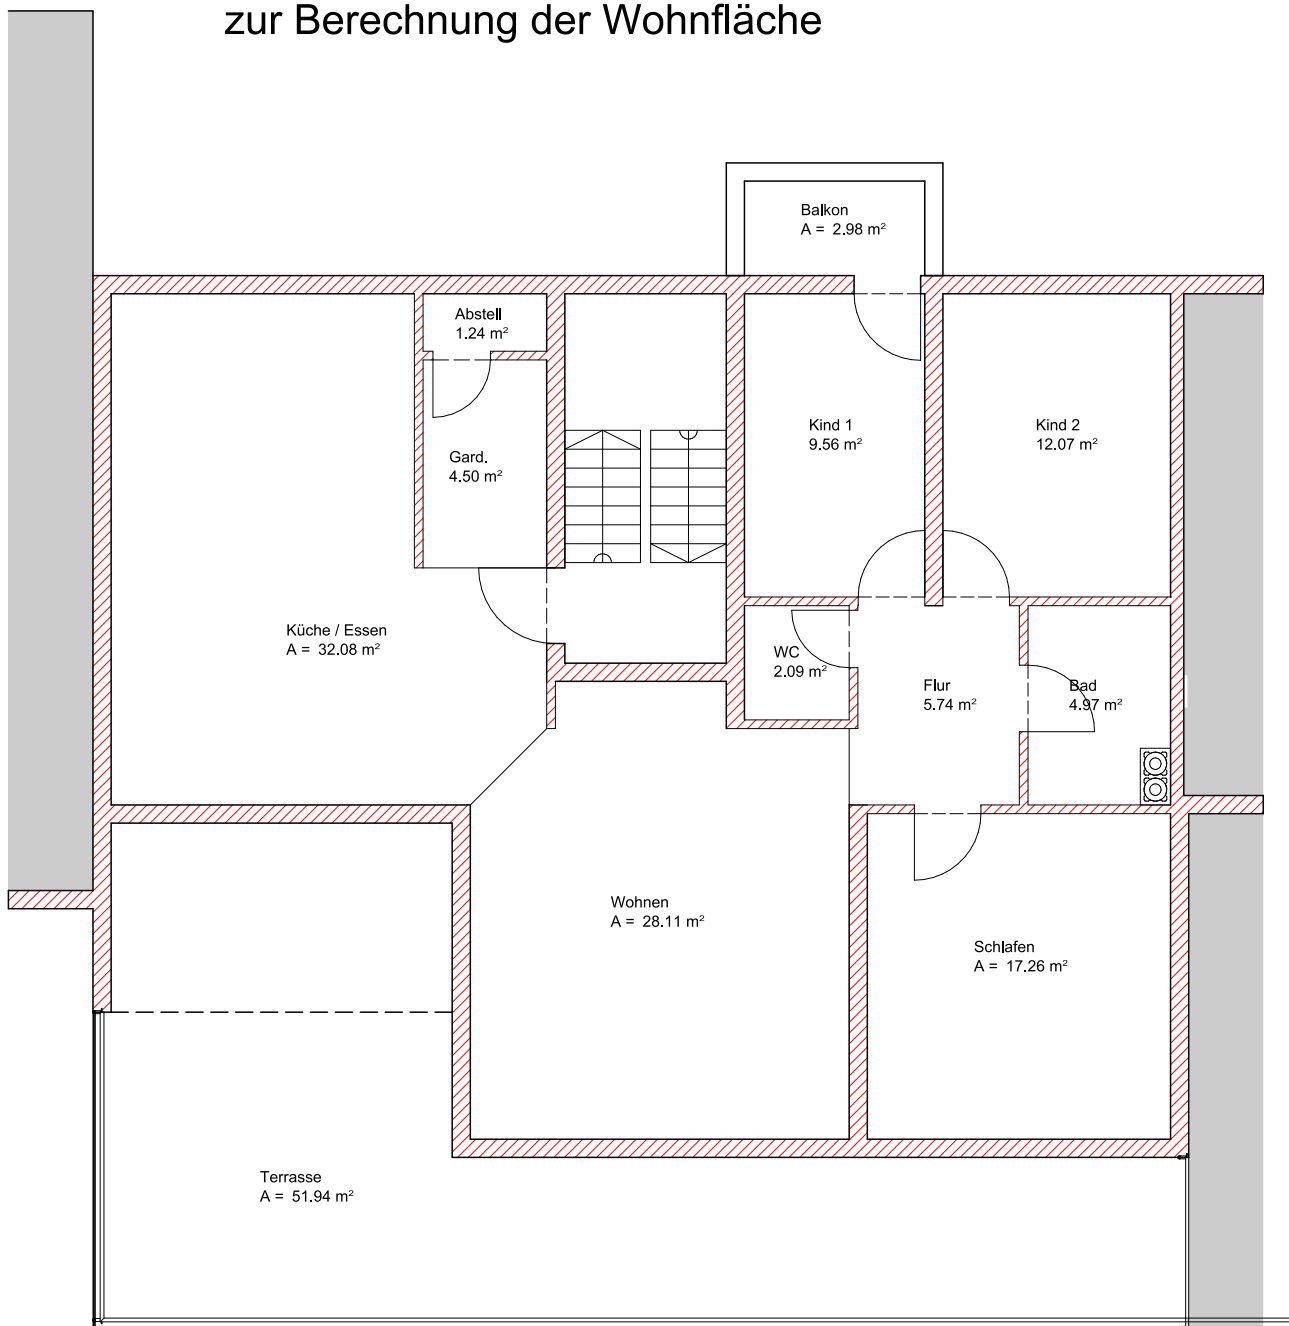 zur Berechnung der Wohnfläche
Balkon
A = 2.98 m²
Abstell
1.24 m²
Gard.
4.50 m²
Kind 1
9.56 m²
Kind 2
12.07 m²
Küche / Essen
A = 32.08 m²
WC
2.09 m²
Flur
5.74 m²
Bad
4.97 m²
Wohnen
A = 28.11 m²
Schlafen
A = 17.26 m²
Terrasse
A = 51.94 m²